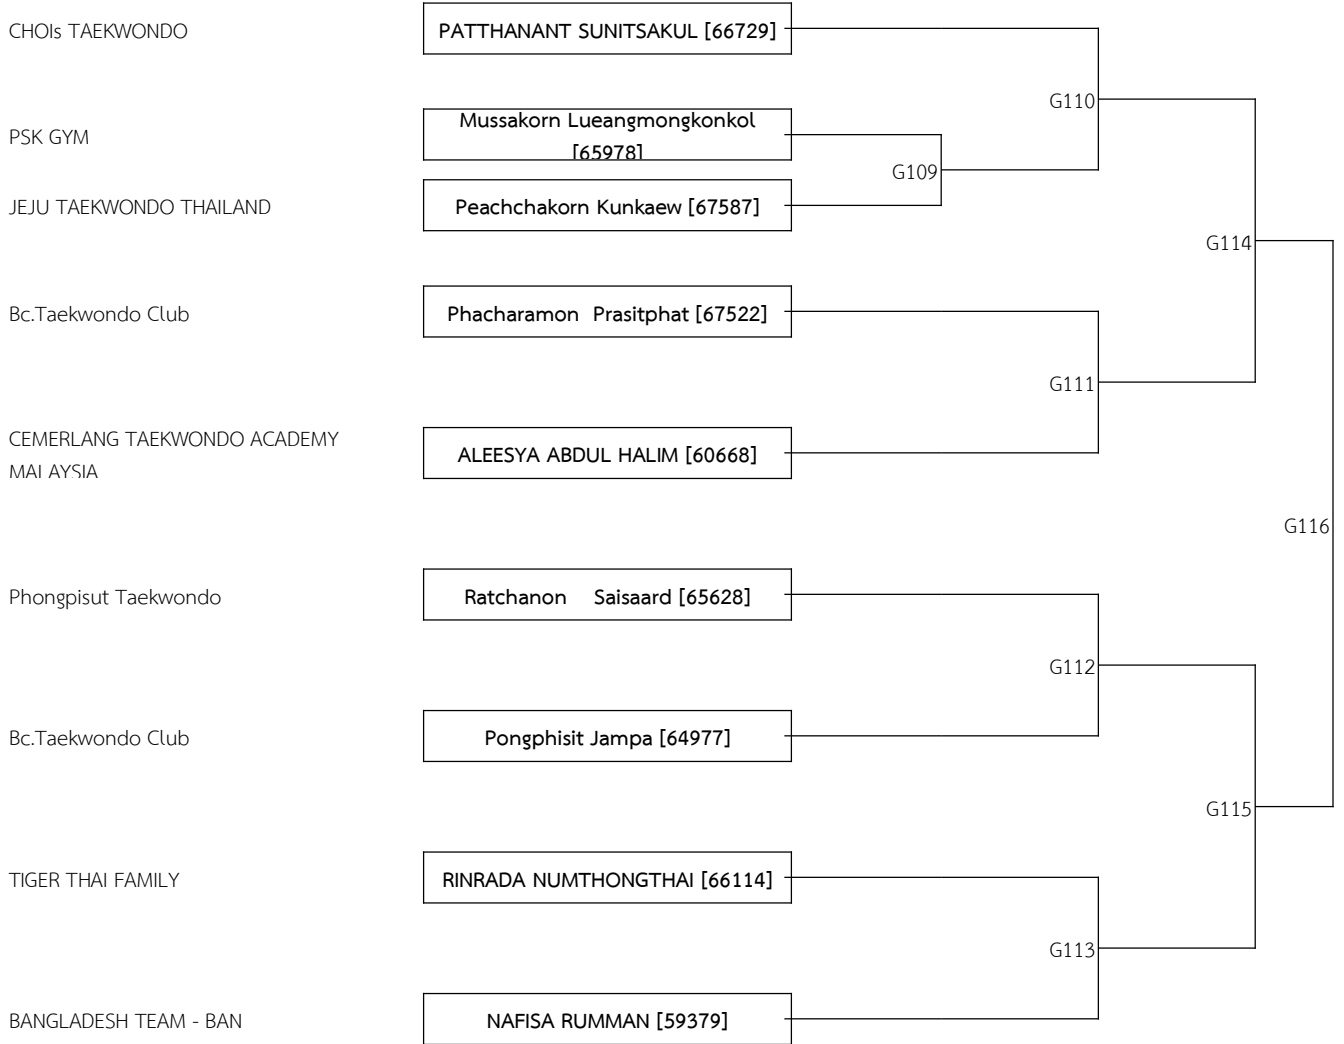 CHOIs TAEKWONDO
PATTHANANT SUNITSAKUL [66729]
G110
PSK GYM
Mussakorn Lueangmongkonkol
[65978]
G109
JEJU TAEKWONDO THAILAND
Peachchakorn Kunkaew [67587]
G114
Bc.Taekwondo Club
Phacharamon Prasitphat [67522]
G111
CEMERLANG TAEKWONDO ACADEMY
MALAYSIA
ALEESYA ABDUL HALIM [60668]
G116
Phongpisut Taekwondo
Ratchanon Saisaard [65628]
G112
Bc.Taekwondo Club
Pongphisit Jampa [64977]
G115
TIGER THAI FAMILY
RINRADA NUMTHONGTHAI [66114]
G113
BANGLADESH TEAM - BAN
NAFISA RUMMAN [59379]